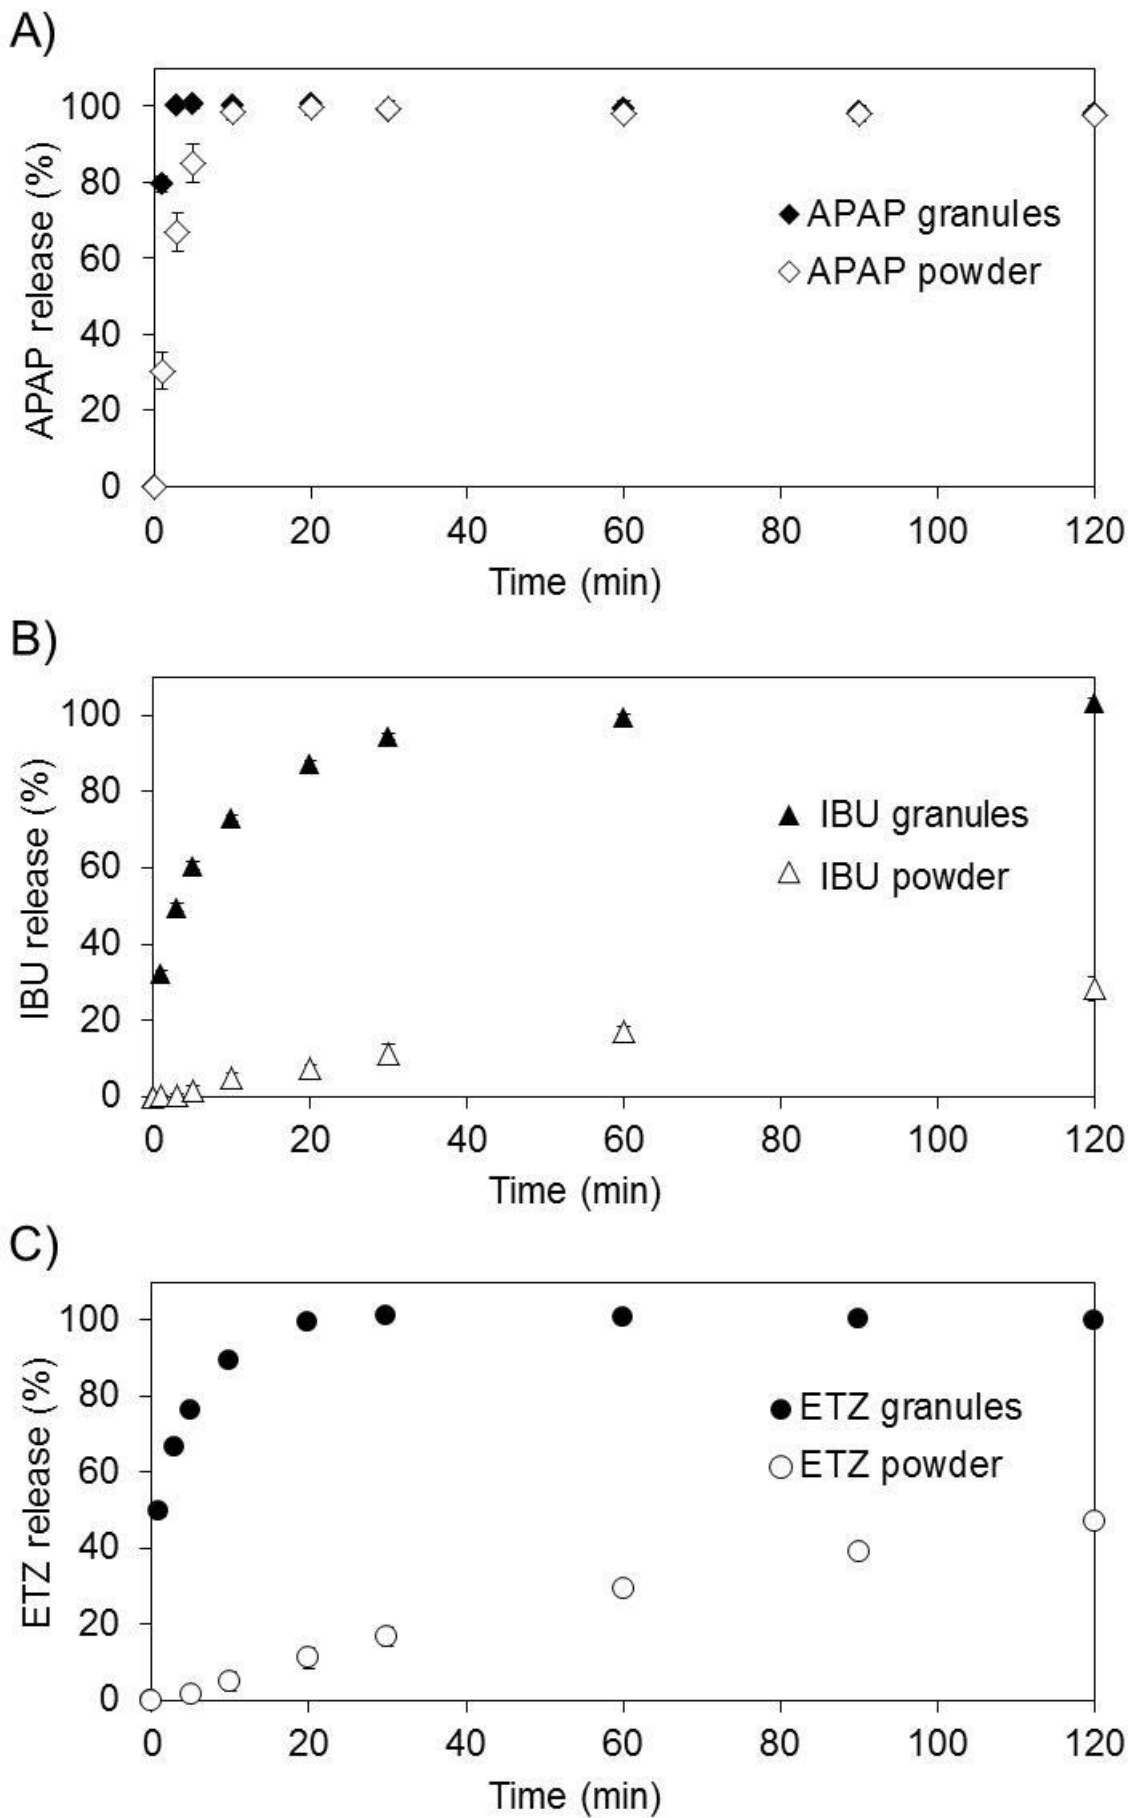 A)
APAP release (%)
100
80
60
40
20
0
APAP granules
APAP powder
0 20 40 60 80 100 120
Time (min)
B)
IBU release (%)
100
80
60
40
20
0
IBU granules
IBU powder
0 20 40 60 80 100 120
Time (min)
C)
ETZ release (%)
100
80
60
40
20
0
ETZ granules
ETZ powder
0 20 40 60 80 100 120
Time (min)